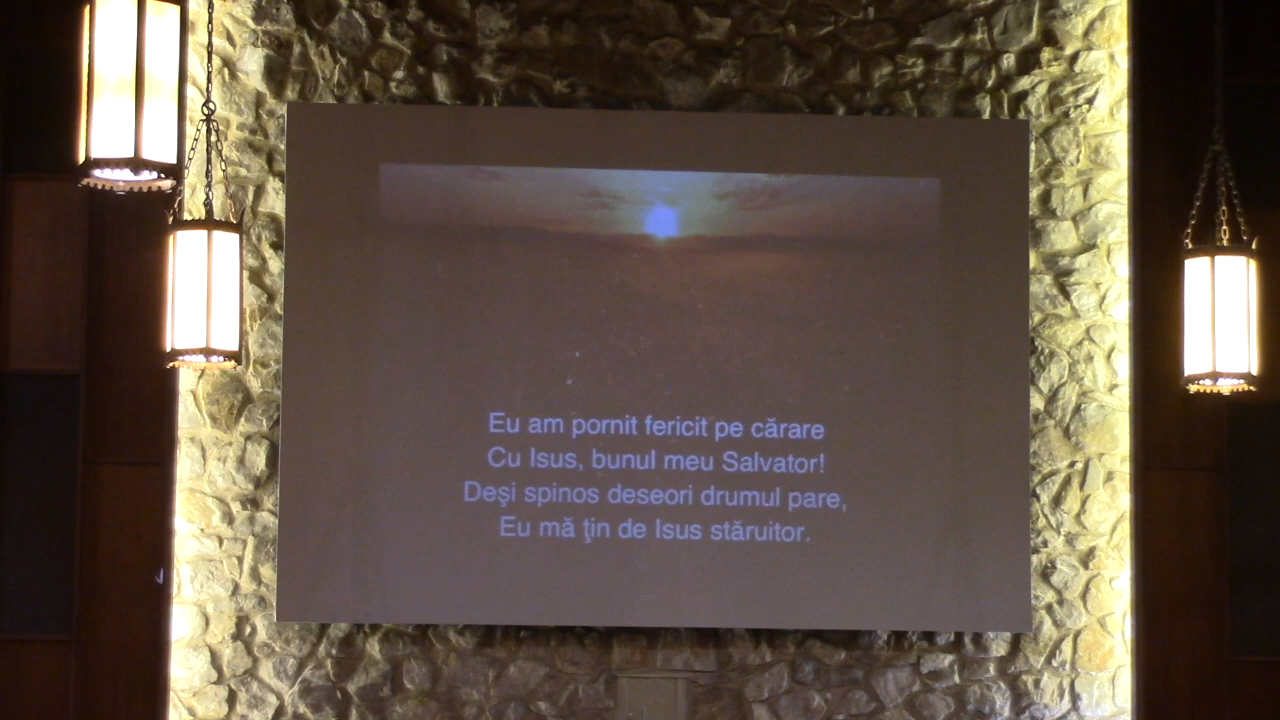 Eu am pornit fericit pe cărare
Cu Isus, bunul meu Salvator!
Deşi spinos deseori drumul pare,
Eu mă ţin de Isus stăruitor.